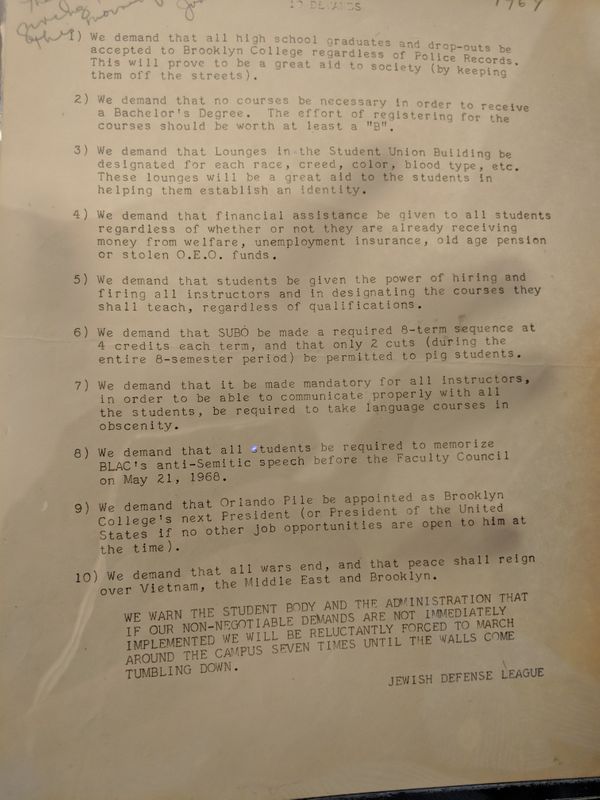 10 DEMANDS
1969
1) We demand that all high school graduates and drop-outs be
accepted to Brooklyn College regardless of Police Records.
This will prove to be a great aid to society (by keeping
them off the streets).
2) We demand that no courses be necessary in order to receive
a Bachelor's Degree. The effort of registering for the
courses should be worth at least a "B".
3) We demand that Lounges in the Student Union Building be
designated for each race, creed, color, blood type, etc.
These lounges will be a great aid to the students in
helping them establish an identity.
4) We demand that financial assistance be given to all students
regardless of whether or not they are already receiving
money from welfare, unemployment insurance, old age pension
or stolen O.E.O. funds.
5) We demand that students be given the power of hiring and
firing all instructors and in designating the courses they
shall teach, regardless of qualifications.
6) We demand that SUBO be made a required 8-term sequence at
4 credits each term, and that only 2 cuts (during the
entire 8-semester period) be permitted to pig students.
7) We demand that it be made mandatory for all instructors,
in order to be able to communicate properly with all
the students, be required to take language courses in
obscenity.
8) We demand that all students be required to memorize
BLAC's anti-Semitic speech before the Faculty Council
on May 21, 1968.
9) We demand that Orlando Pile be appointed as Brooklyn
College's next President (or President of the United
States if no other job opportunities are open to him at
the time).
10) We demand that all wars end, and that peace shall reign
over Vietnam, the Middle East and Brooklyn.
WE WARN THE STUDENT BODY AND THE ADMINISTRATION THAT
IF OUR NON-NEGOTIABLE DEMANDS ARE NOT IMMEDIATELY
IMPLEMENTED WE WILL BE RELUCTANTLY FORCED TO MARCH
AROUND THE CAMPUS SEVEN TIMES UNTIL THE WALLS COME
TUMBLING DOWN.
JEWISH DEFENSE LEAGUE